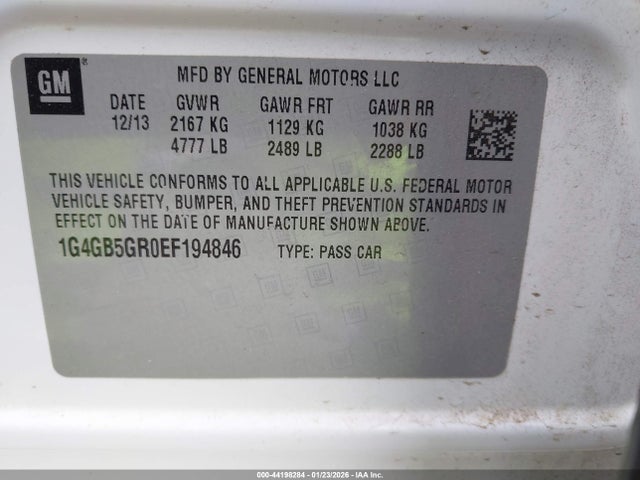 GM ®
MFD BY GENERAL MOTORS LLC
DATE GVWR GAWR FRT GAWR RR
12/13 2167 KG 1129 KG 1038 KG
4777 LB 2489 LB 2288 LB
THIS VEHICLE CONFORMS TO ALL APPLICABLE U.S. FEDERAL MOTOR
VEHICLE SAFETY, BUMPER, AND THEFT PREVENTION STANDARDS IN
EFFECT ON THE DATE OF MANUFACTURE SHOWN ABOVE.
1G4GB5GR0EF194846 TYPE: PASS CAR
000-44198284 - 01/23/2026 - IAA Inc.